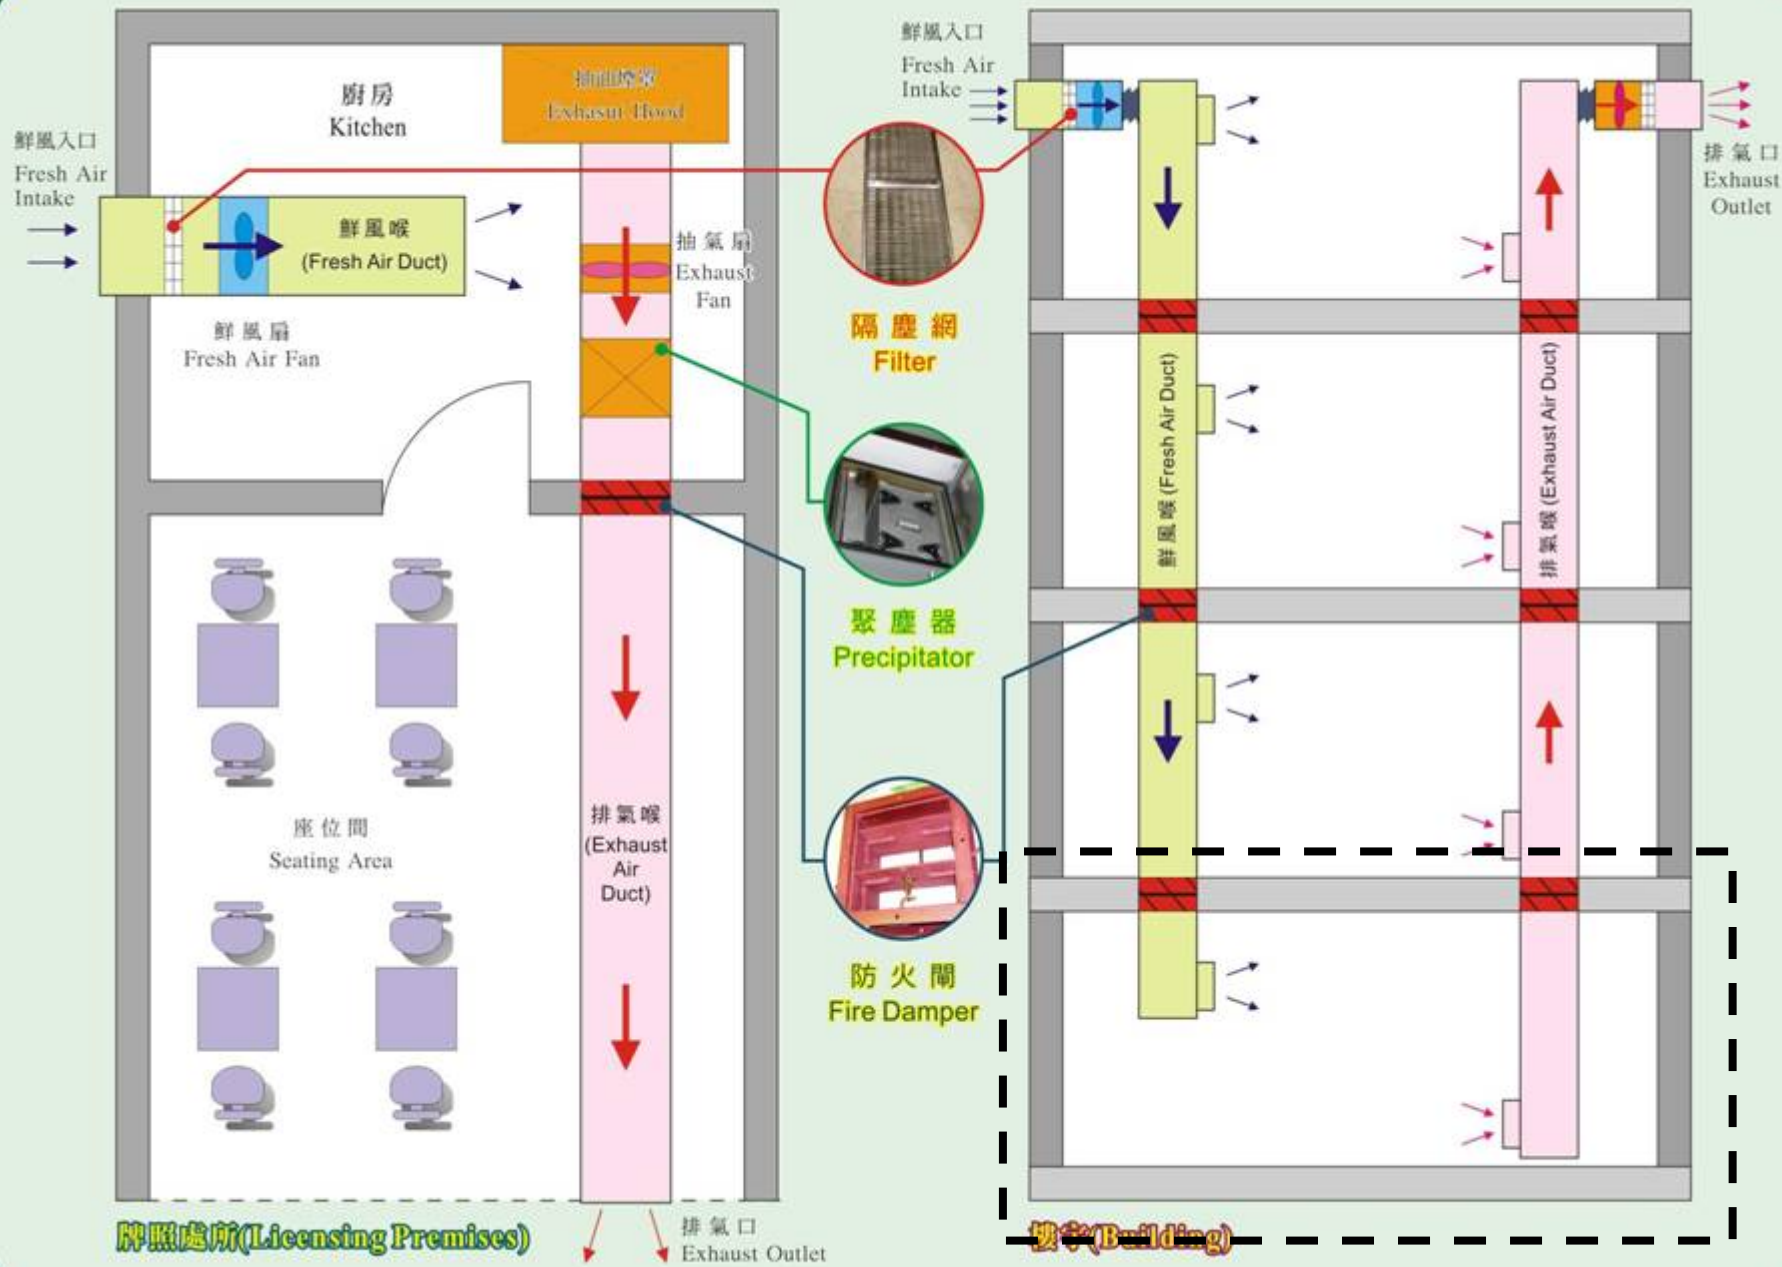 鮮風入口
Fresh Air
Intake
廚房
Kitchen
抽油煙罩
Exhasut Hood
鮮風喉
(Fresh Air Duct)
鮮風扇
Fresh Air Fan
抽氣扇
Exhaust
Fan
座位間
Seating Area
排氣喉
(Exhaust
Air
Duct)
排氣口
Exhaust Outlet
牌照處所(Licensing Premises)
隔塵網
Filter
聚塵器
Precipitator
防火閘
Fire Damper
鮮風入口
Fresh Air
Intake
鮮風喉 (Fresh Air Duct)
排氣喉 (Exhaust Air Duct)
排氣口
Exhaust
Outlet
樓宇(Building)